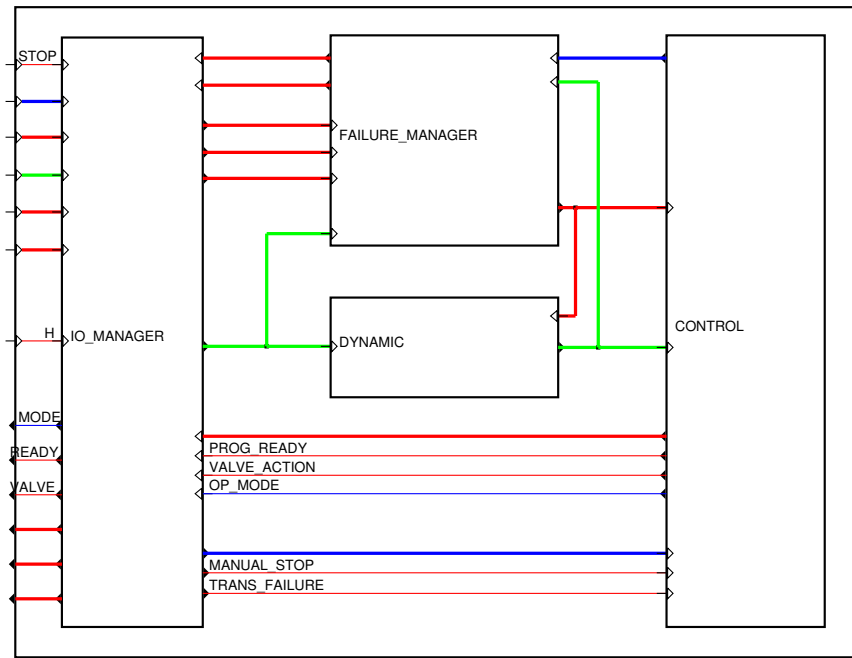 STOP
FAILURE_MANAGER
CONTROL
H
IO_MANAGER
DYNAMIC
MODE
READY
PROG_READY
VALVE_ACTION
VALVE
OP_MODE
MANUAL_STOP
TRANS_FAILURE